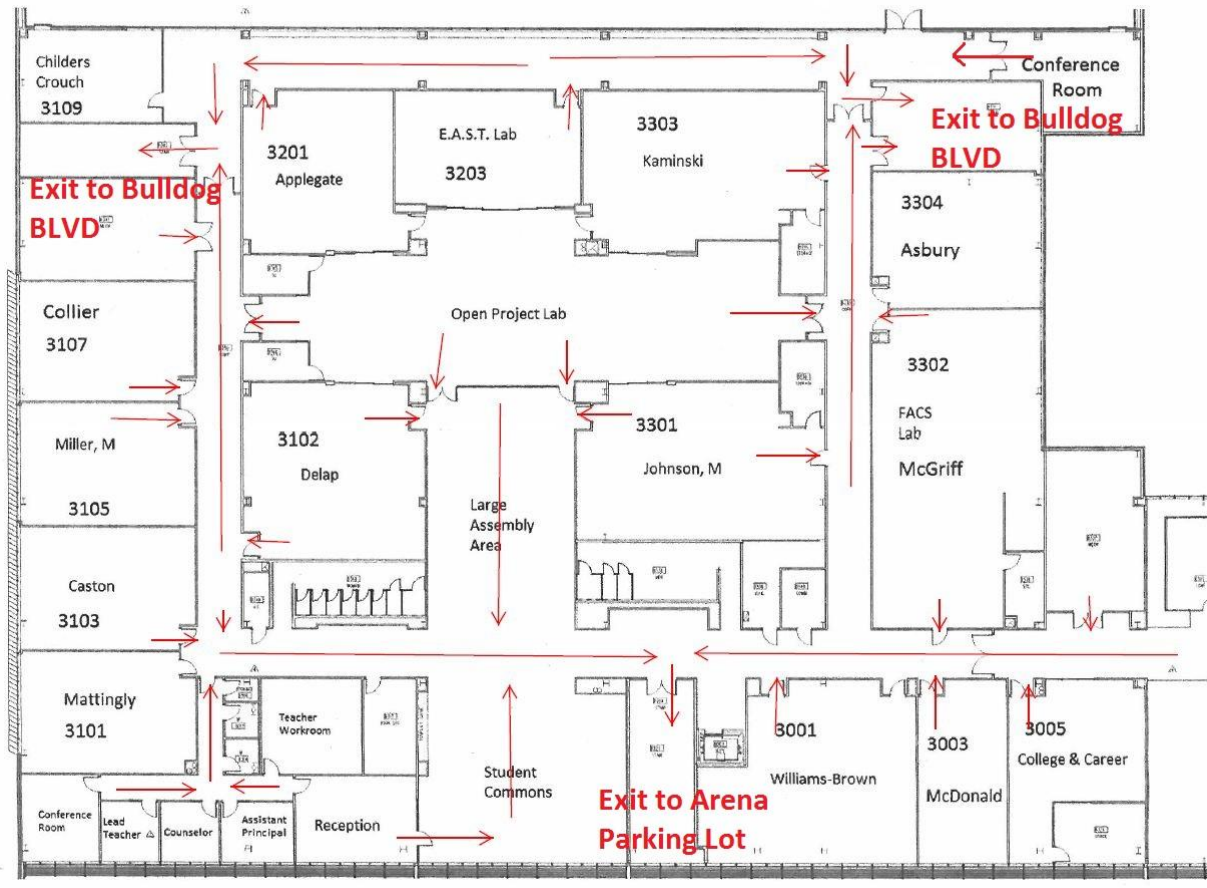 Childers
Crouch
3109
Conference
Room
Exit to Bulldog
BLVD
3201
Applegate
E.A.S.T. Lab
3203
3303
Kaminski
Exit to Bulldog
BLVD
3304
Asbury
Collier
3107
Open Project Lab
3302
FACS
Lab
McGriff
Miller, M
3105
3102
Delap
3301
Johnson, M
Large
Assembly
Area
Caston
3103
Mattingly
3101
Teacher
Workroom
Student
Commons
3001
Williams-Brown
3003
McDonald
3005
College & Career
Exit to Arena
Parking Lot
Conference
Room
Lead
Teacher
Counselor
Assistant
Principal
Reception